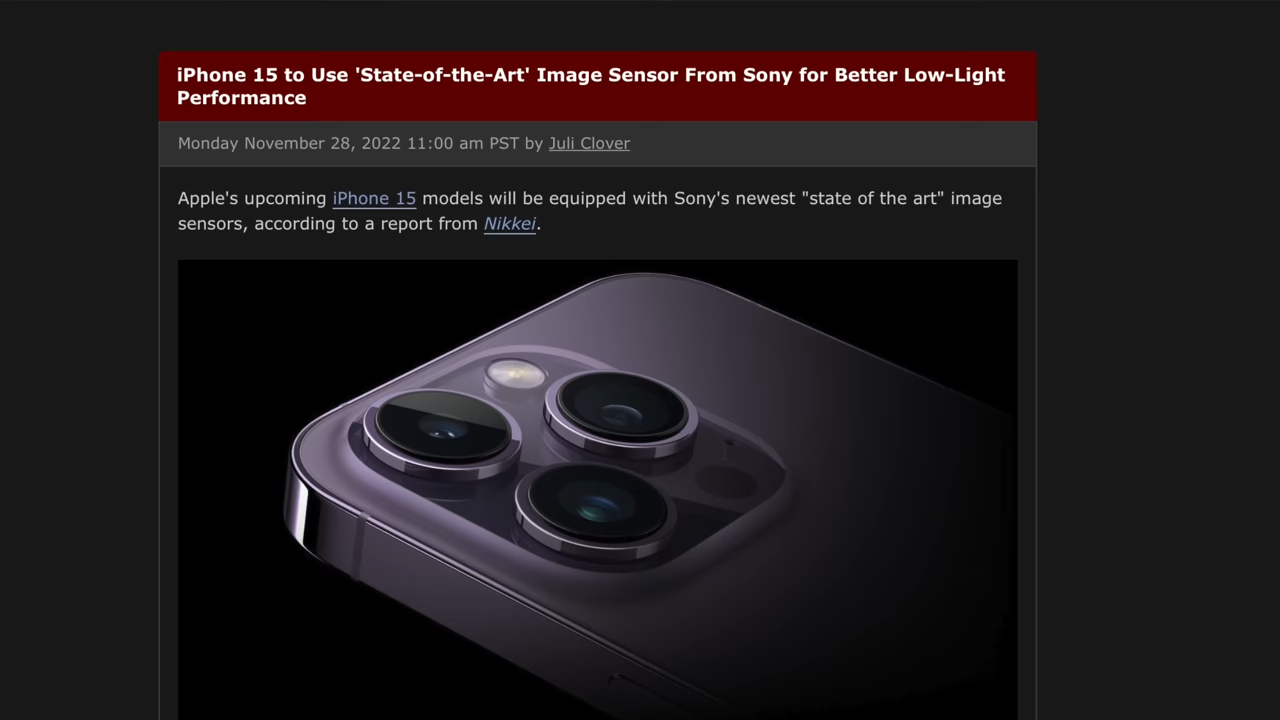 iPhone 15 to Use 'State-of-the-Art' Image Sensor From Sony for Better Low-Light
Performance
Monday November 28, 2022 11:00 am PST by Juli Clover
Apple's upcoming iPhone 15 models will be equipped with Sony's newest "state of the art" image
sensors, according to a report from Nikkei.